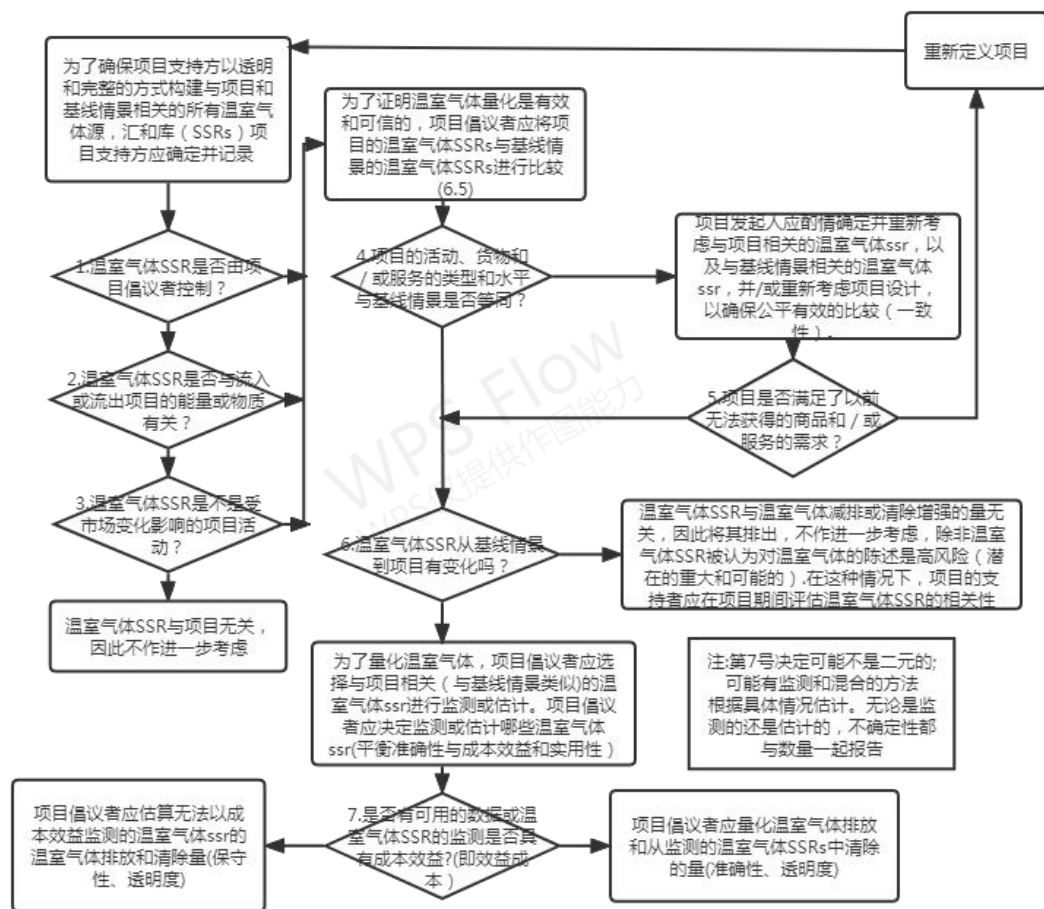 重新定义项目
为了确保项目支持方以透明
和完整的方式构建与项目和
基线情景相关的所有温室气
体源，汇和库（SSRs）项
目支持方应确定并记录
为了证明温室气体量化是有效
和可信的，项目倡议者应将项
目的温室气体SSRs与基线情
景的温室气体SSRs进行比较
(6.5)
1.温室气体SSR是否由项
目倡议者控制？
4.项目的活动、货物和
/ 或服务的类型和水平
与基线情景是否等同？
项目发起人应酌情确定并重新考
虑与项目相关的温室气体ssr，以
及与基线情景相关的温室气体
ssr，并/或重新考虑项目设计，
以确保公平有效的比较（一致
性）.
2.温室气体SSR是否与流入
或流出项目的能量或物质
有关？
5.项目是否满足了以前
无法获得的商品和 / 或
服务的需求？
3.温室气体SSR是不是受
市场变化影响的项目活
动？
6.温室气体SSR从基线情景
到项目有变化吗？
温室气体SSR与温室气体减排或清除增强的量无
关，因此将其排出，不作进一步考虑，除非温室
气体SSR被认为对温室气体的陈述是高风险（潜
在的重大和可能的）.在这种情况下，项目的支
持者应在项目期间评估温室气体SSR的相关性
温室气体SSR与项目无关，
因此不作进一步考虑
为了量化温室气体，项目倡议者应选
择与项目相关（与基线情景类似)的温
室气体ssr进行监测或估计。项目倡议
者应决定监测或估计哪些温室气体
ssr(平衡准确性与成本效益和实用性）
注:第7号决定可能不是二元的;
可能有监测和混合的方法
根据具体情况估计。无论是监
测的还是估计的，不确定性都
与数量一起报告
项目倡议者应估算无法以成
本效益监测的温室气体ssr的
温室气体排放和清除量(保守
性、透明度)
7.是否有可用的数据或温
室气体SSR的监测是否具
有成本效益?(即效益成
本）
项目倡议者应量化温室气体排放
和从监测的温室气体SSRs中清除
的量(准确性、透明度)
WPS Flow
WPS仅提供作图能力